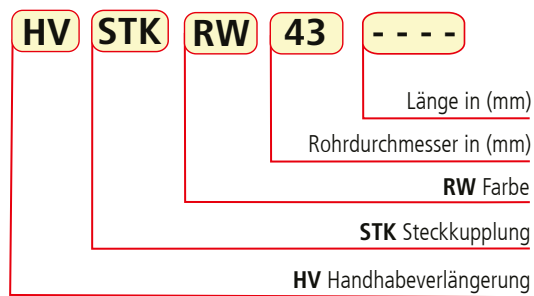 HV STK RW 43 - - - -
Länge in (mm)
Rohrdurchmesser in (mm)
RW Farbe
STK Steckkupplung
HV Handhabeverlängerung